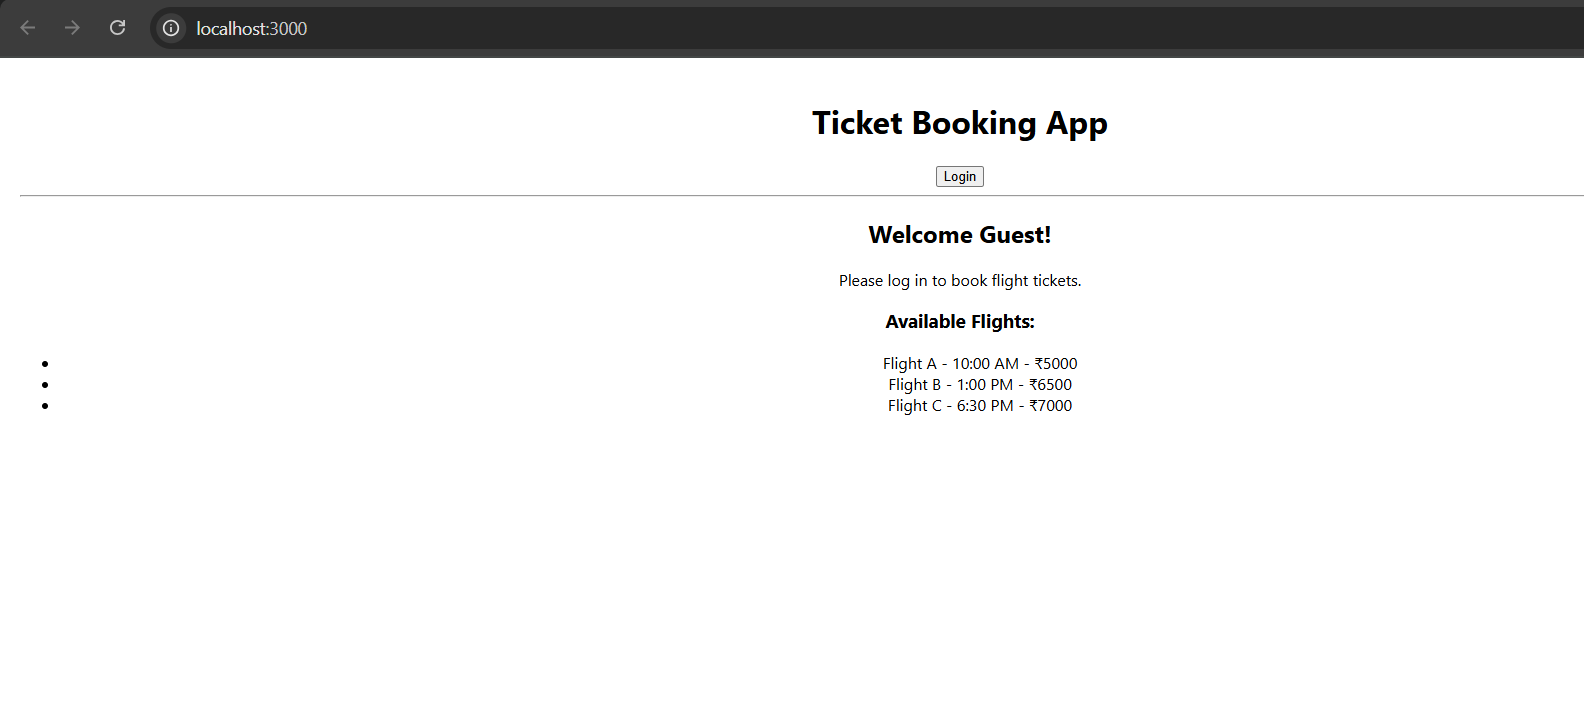 localhost:3000
Ticket Booking App
Login
Welcome Guest!
Please log in to book flight tickets.
Available Flights:
Flight A - 10:00 AM - ₹5000
Flight B - 1:00 PM - ₹6500
Flight C - 6:30 PM - ₹7000